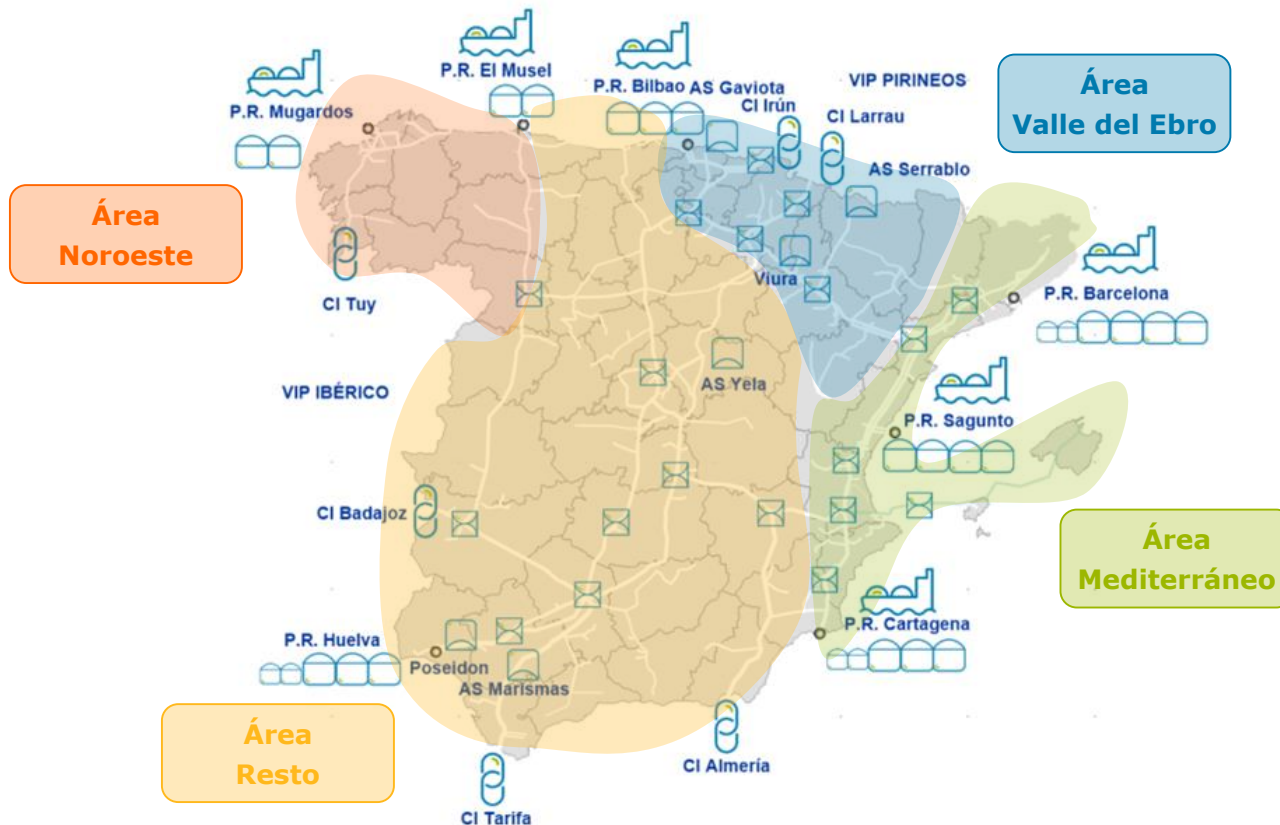 P.R. El Musel
P.R. Mugardos
P.R. Bilbao
AS Gaviota
CI Irún
VIP PIRINEOS
CI Larrau
AS Serrablo
Área
Valle del Ebro
Área
Noroeste
CI Tuy
Viura
P.R. Barcelona
VIP IBÉRICO
AS Yela
P.R. Sagunto
CI Badajoz
Área
Mediterráneo
P.R. Huelva
Poseidon
AS Marismas
P.R. Cartagena
Área
Resto
CI Almería
CI Tarifa